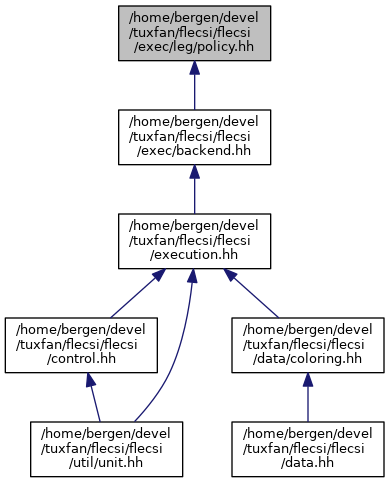 /home/bergen/devel
/tuxfan/flecsi/flecsi
/exec/leg/policy.hh
/home/bergen/devel
/tuxfan/flecsi/flecsi
/exec/backend.hh
/home/bergen/devel
/tuxfan/flecsi/flecsi
/execution.hh
/home/bergen/devel
/tuxfan/flecsi/flecsi
/control.hh
/home/bergen/devel
/tuxfan/flecsi/flecsi
/data/coloring.hh
/home/bergen/devel
/tuxfan/flecsi/flecsi
/util/unit.hh
/home/bergen/devel
/tuxfan/flecsi/flecsi
/data.hh